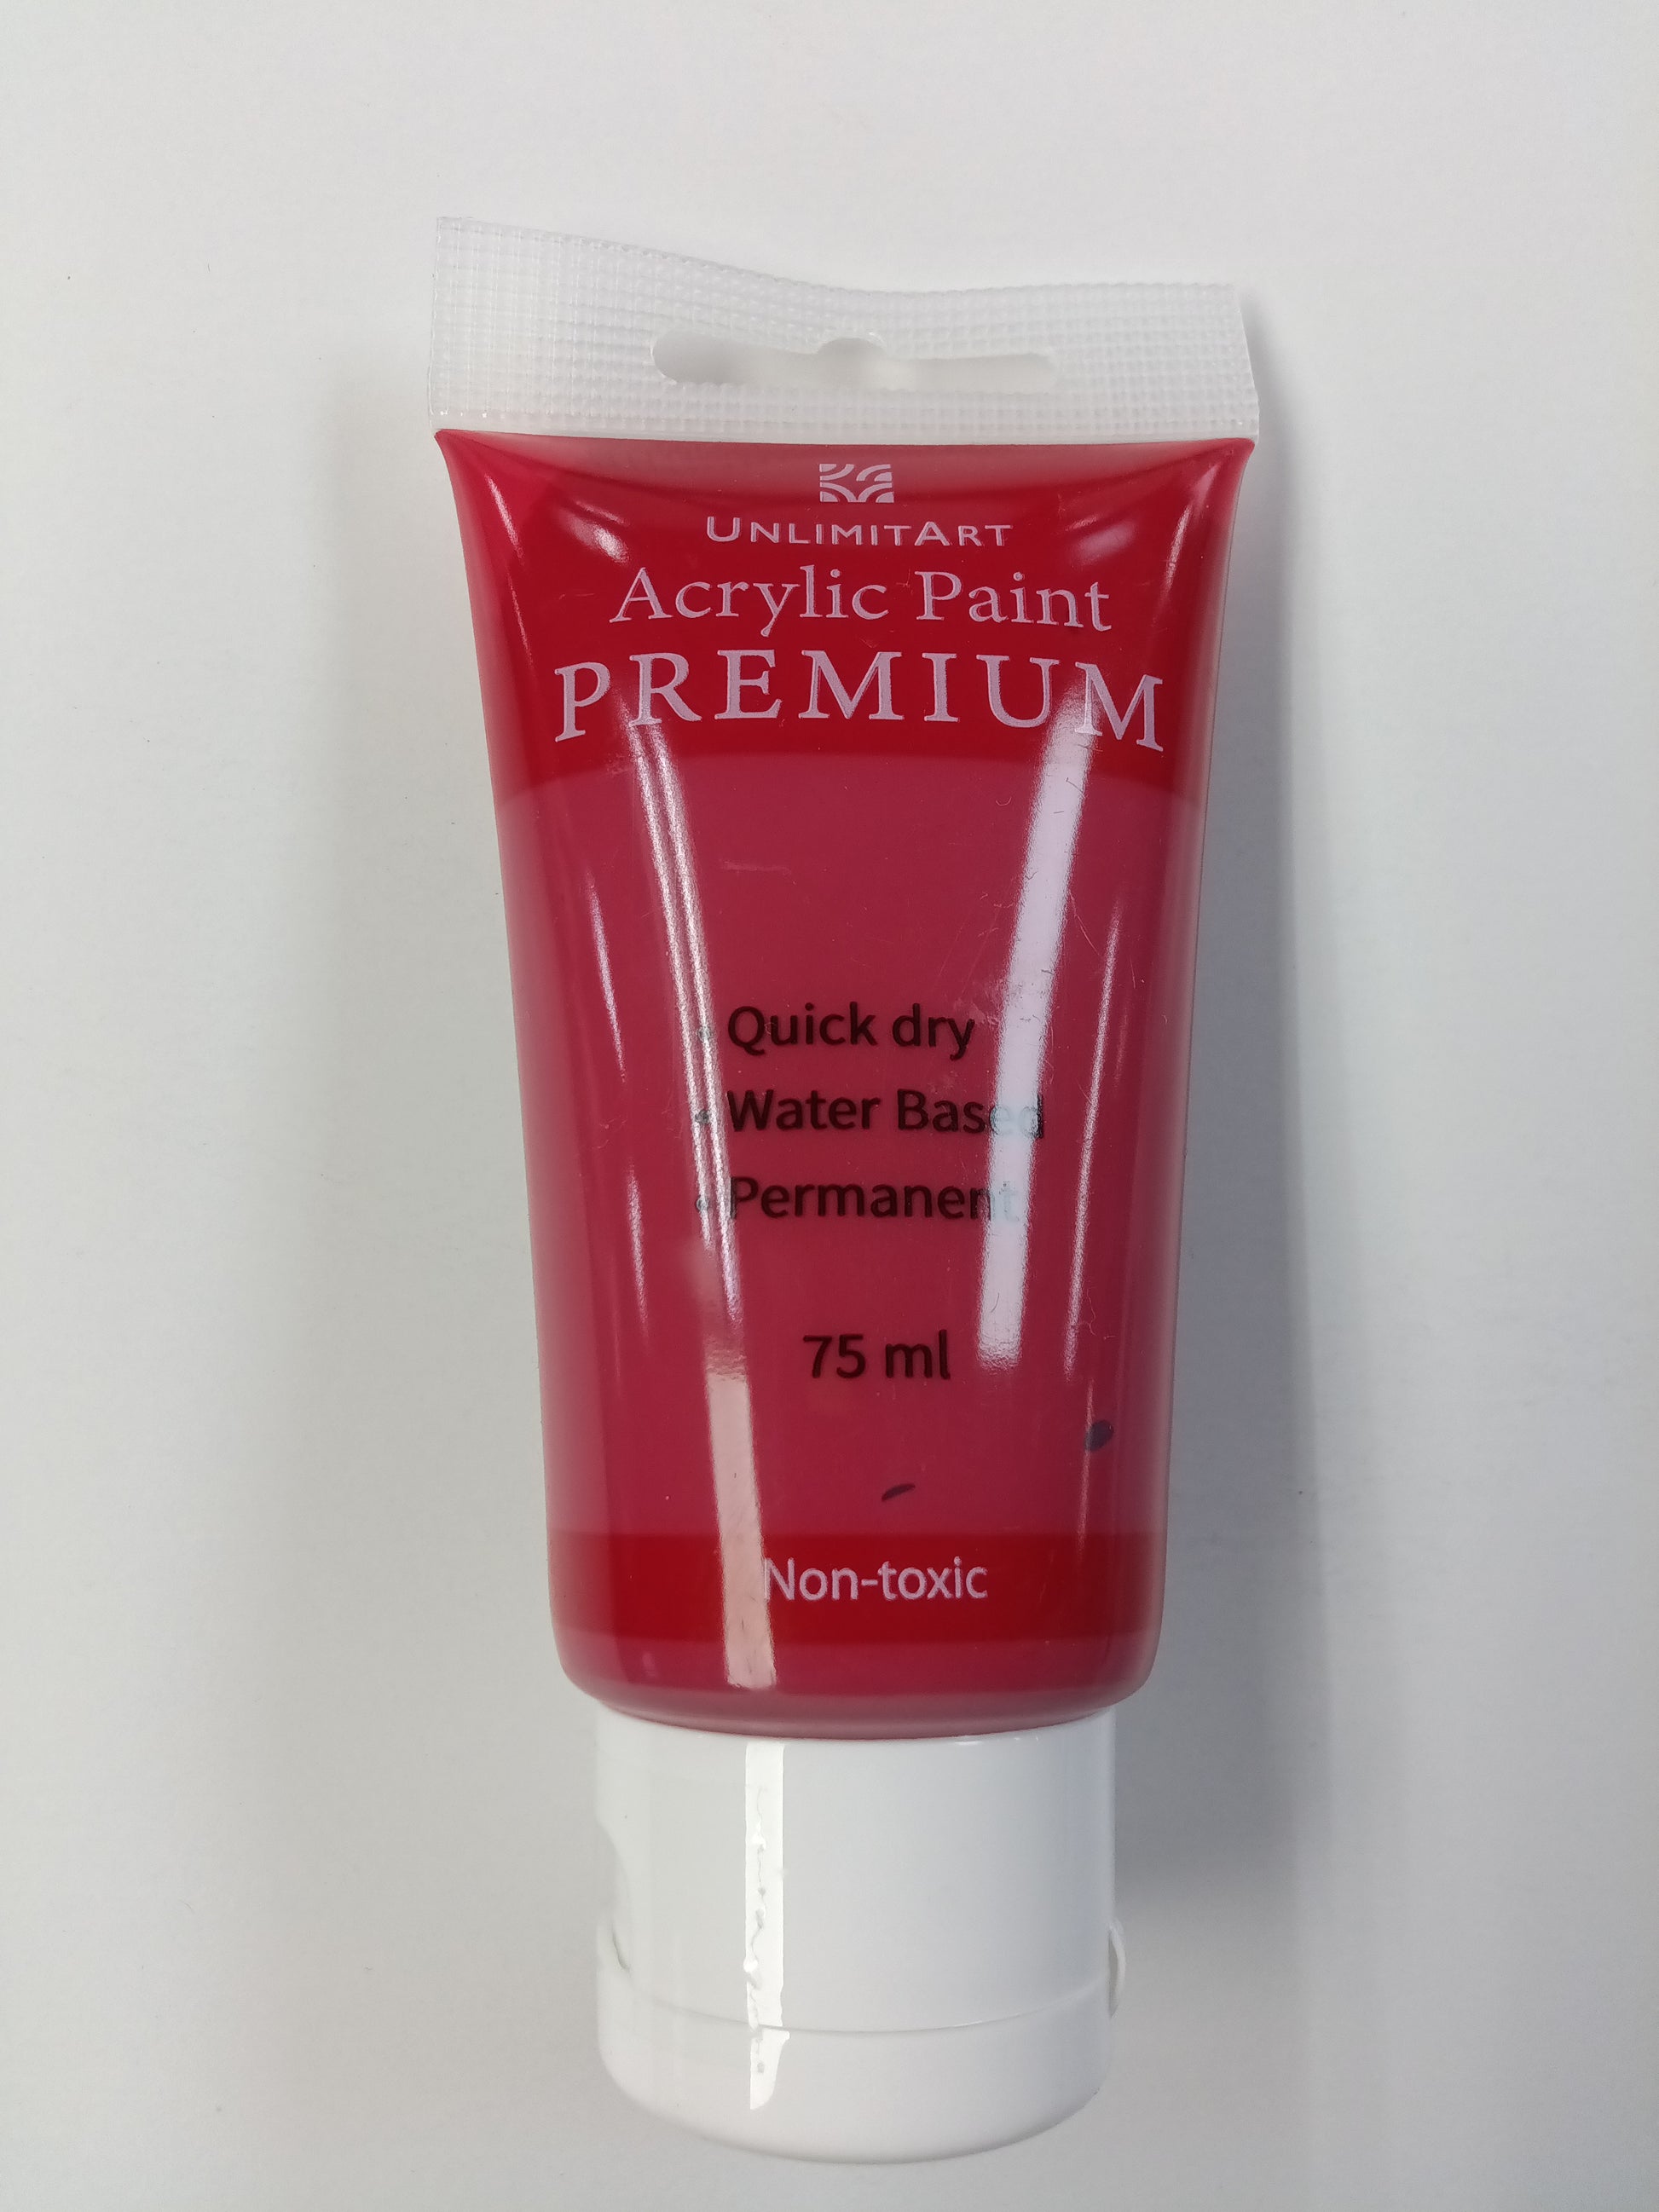 UNLIMITART
Acrylic Paint
PREMIUM
• Quick dry
• Water Based
• Permanent
75 ml
Non-toxic